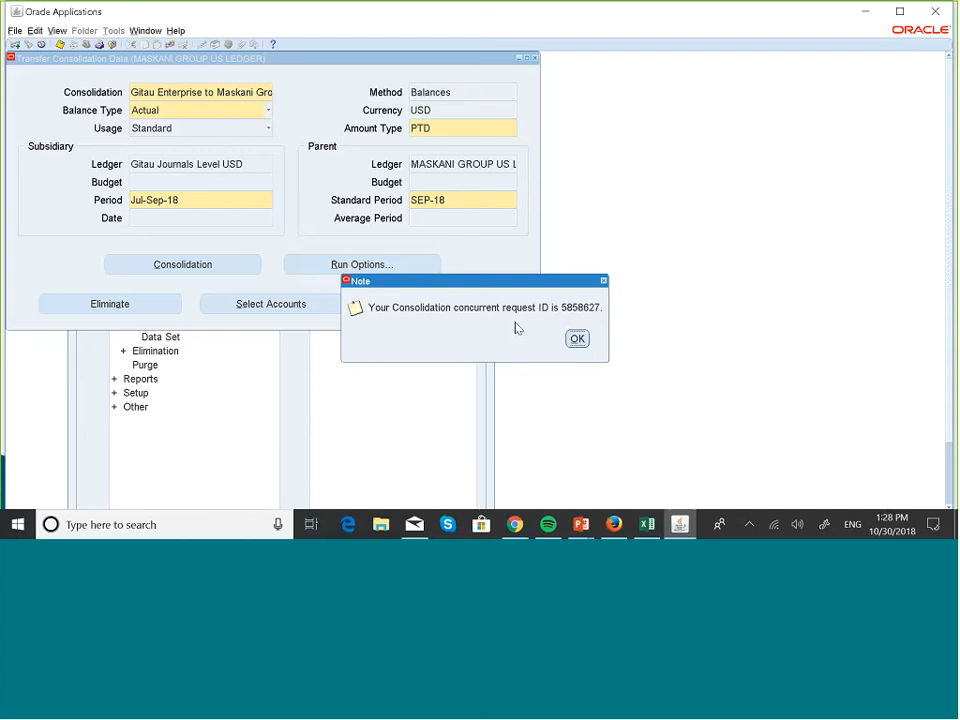 Oracle Applications
File Edit View Folder Tools Window Help
ORACLE
Transfer Consolidation Data (MASKANI GROUP US LEDGER)
Consolidation Gitau Enterprise to Maskani Gro
Method Balances
Balance Type Actual
Currency USD
Usage Standard
Amount Type PTD
Subsidiary
Parent
Ledger Gitau Journals Level USD
Ledger MASKANI GROUP US L
Budget
Budget
Period Jul-Sep-18
Standard Period SEP-18
Date
Average Period
Consolidation
Run Options...
Eliminate
Select Accounts
Note
Your Consolidation concurrent request ID is 5858627.
OK
Data Set
+ Elimination
Purge
+ Reports
+ Setup
+ Other
Type here to search
ENG
1:28 PM
10/30/2018